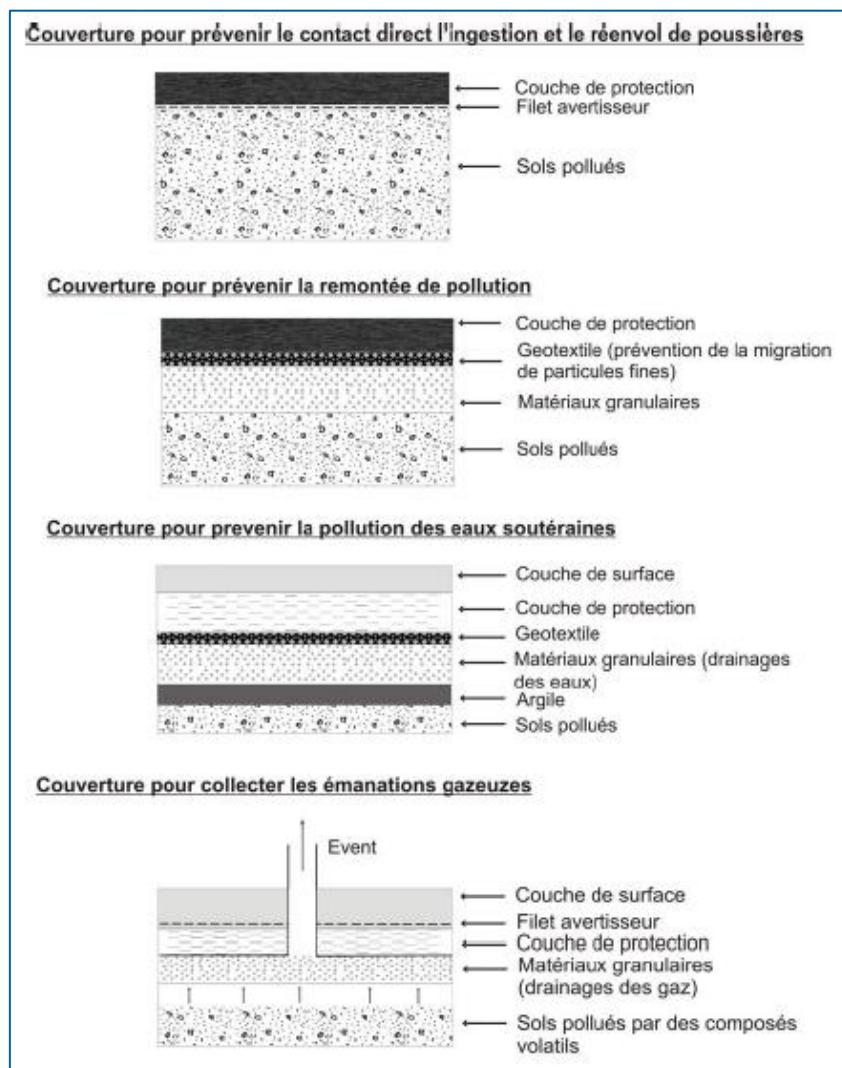 Couverture pour prévenir le contact direct l'ingestion et le réenvol de poussières
Couche de protection
Filet avertisseur
Sols pollués
Couverture pour prévenir la remontée de pollution
Couche de protection
Geotextile (prévention de la migration
de particules fines)
Matériaux granulaires
Sols pollués
Couverture pour prevenir la pollution des eaux soutéraines
Couche de surface
Couche de protection
Geotextile
Matériaux granulaires (drainages
des eaux)
Argile
Sols pollués
Couverture pour collecter les émanations gazeuzes
Event
Couche de surface
Filet avertisseur
Couche de protection
Matériaux granulaires
(drainages des gaz)
Sols pollués par des composés
volatils